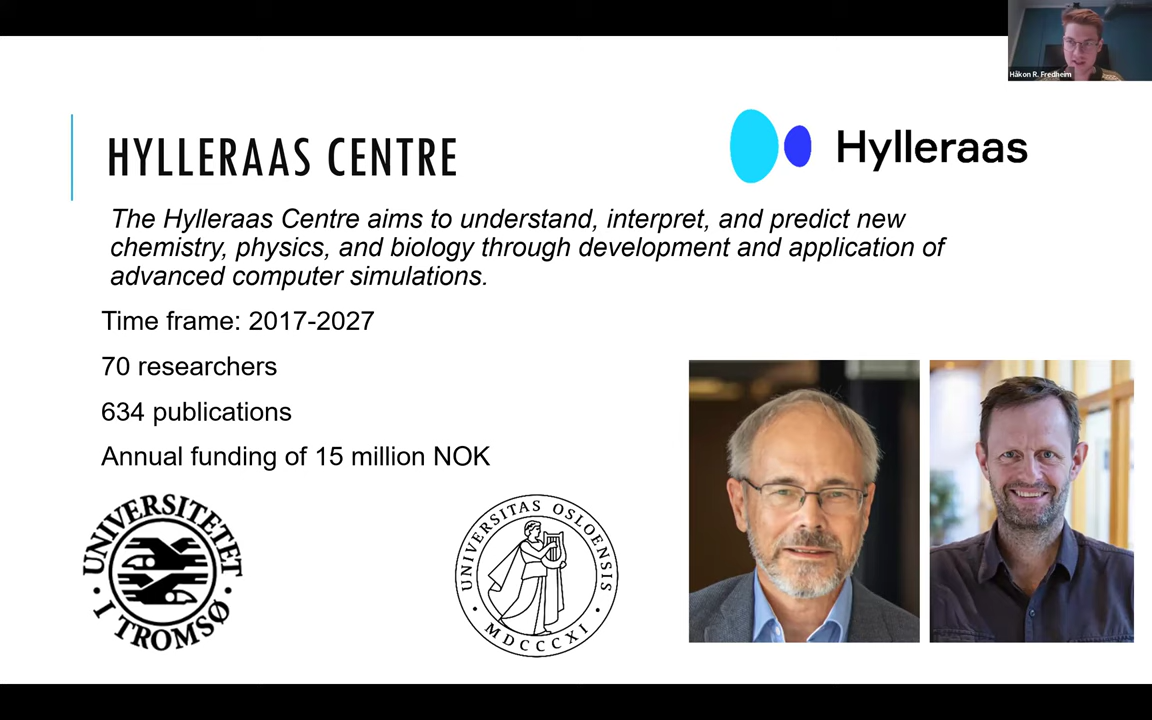 Håkon R. Fredheim
HYLLERAAS CENTRE
Hylleraas
The Hylleraas Centre aims to understand, interpret, and predict new
chemistry, physics, and biology through development and application of
advanced computer simulations.
Time frame: 2017-2027
70 researchers
634 publications
Annual funding of 15 million NOK
UNIVERSITETET
I TROMSØ
UNIVERSITAS OSLOENSIS
MDCCCXI